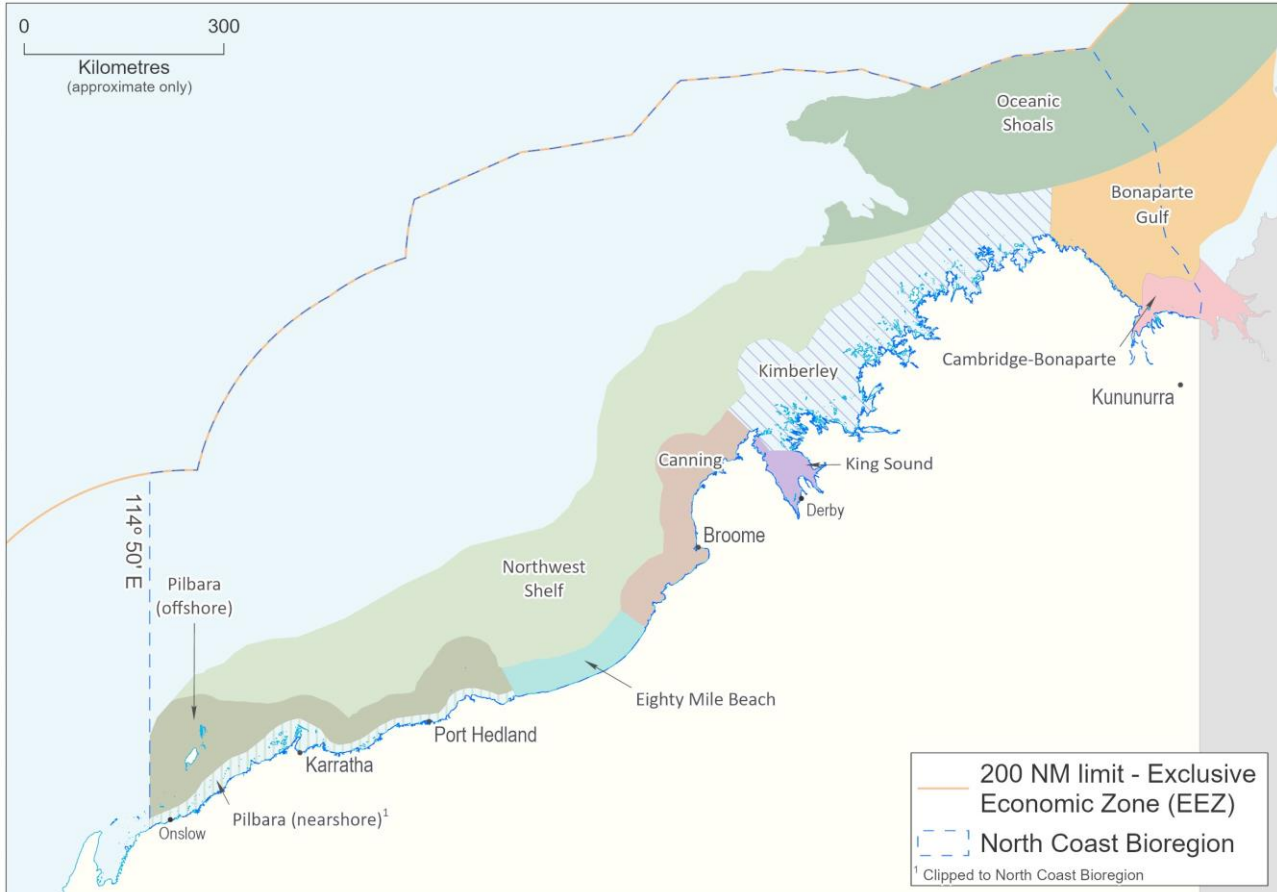 0 300
Kilometres
(approximate only)
Oceanic
Shoals
Bonaparte
Gulf
Cambridge-Bonaparte
Kununurra
Kimberley
Canning
King Sound
Derby
Broome
114° 50' E
Northwest
Shelf
Pilbara
(offshore)
Eighty Mile Beach
Port Hedland
Karratha
Pilbara (nearshore)¹
Onslow
200 NM limit - Exclusive
Economic Zone (EEZ)
North Coast Bioregion
¹ Clipped to North Coast Bioregion